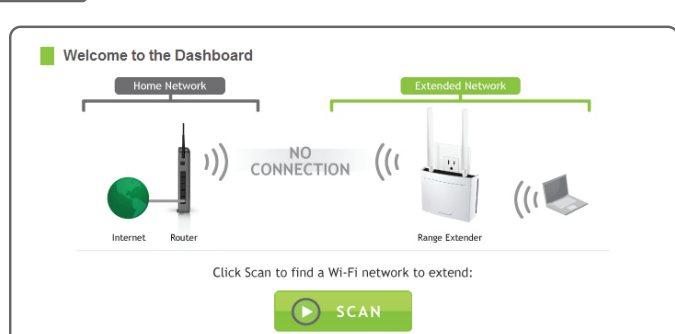 Welcome to the Dashboard
Home Network
Extended Network
NO
CONNECTION
Internet
Router
Range Extender
Click Scan to find a Wi-Fi network to extend:
SCAN